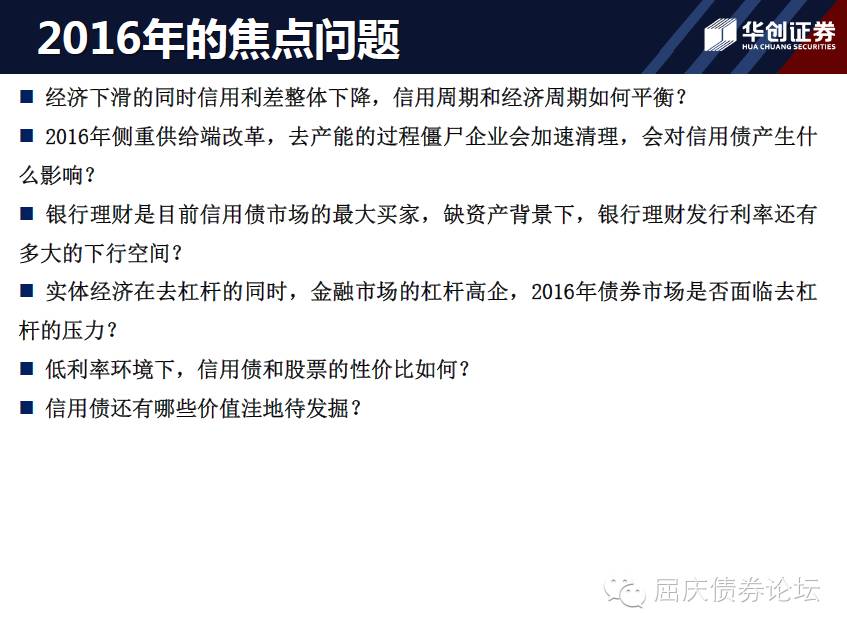 2016年的焦点问题
华创证券
HUA CHUANG SECURITIES
■ 经济下滑的同时信用利差整体下降，信用周期和经济周期如何平衡？
■ 2016年侧重供给端改革，去产能的过程僵尸企业会加速清理，会对信用债产生什
么影响？
■ 银行理财是目前信用债市场的最大买家，缺资产背景下，银行理财发行利率还有
多大的下行空间？
■ 实体经济在去杠杆的同时，金融市场的杠杆高企，2016年债券市场是否面临去杠
杆的压力？
■ 低利率环境下，信用债和股票的性价比如何？
■ 信用债还有哪些价值洼地待发掘？
屈庆债券论坛